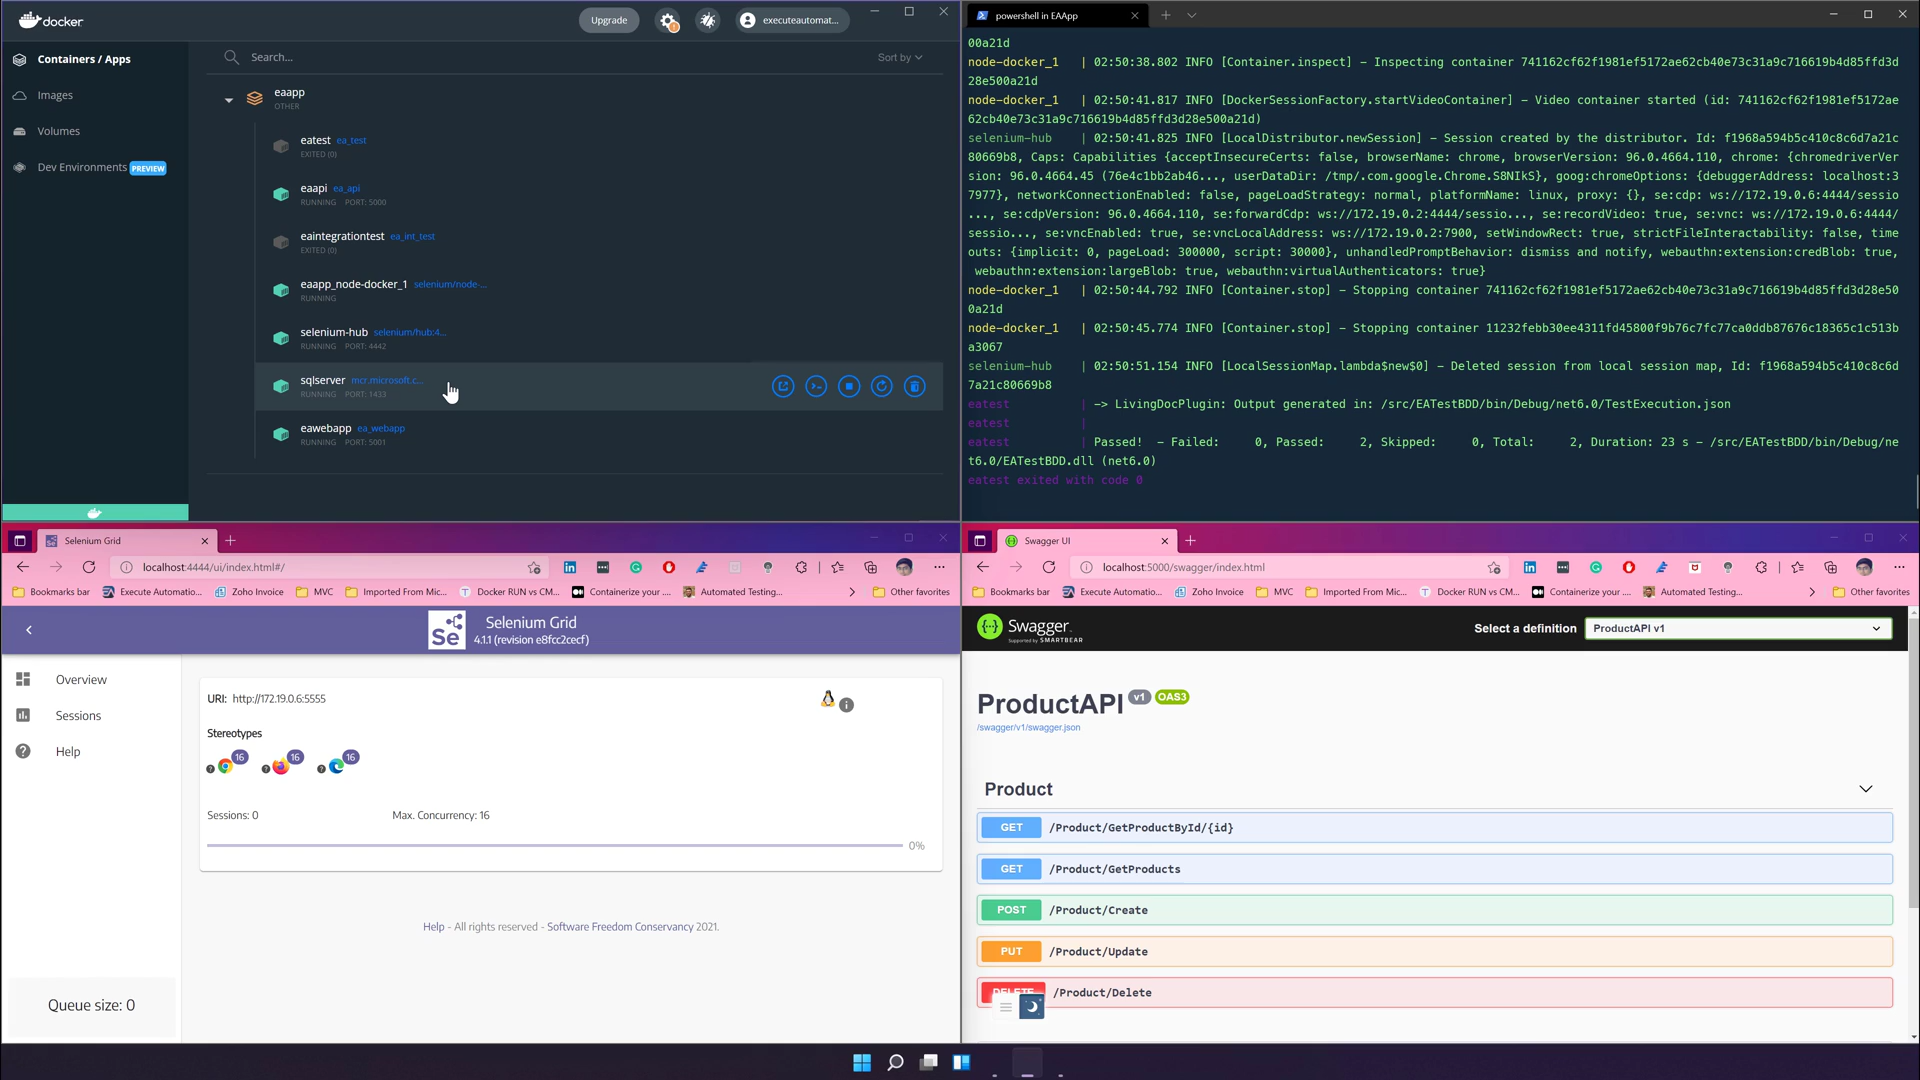 docker
Upgrade
executeautomat...
Containers / Apps
Images
Volumes
Dev Environments PREVIEW
Search...
Sort by
eaapp
OTHER
eatest ea_test
EXITED (0)
eaapi ea_api
RUNNING PORT: 5000
eaintegrationtest ea_int_test
EXITED (0)
eaapp_node-docker_1 selenium/node-...
RUNNING
selenium-hub selenium/hub:4...
RUNNING PORT: 4442
sqlserver mcr.microsoft.c...
RUNNING PORT: 1433
eawebapp ea_webapp
RUNNING PORT: 5001
powershell in EAApp
00a21d
node-docker_1 | 02:50:38.802 INFO [Container.inspect] - Inspecting container 741162cf62f1981ef5172ae62cb40e73c31a9c716619b4d85ffd3d
28e500a21d
node-docker_1 | 02:50:41.817 INFO [DockerSessionFactory.startVideoContainer] - Video container started (id: 741162cf62f1981ef5172ae
62cb40e73c31a9c716619b4d85ffd3d28e500a21d)
selenium-hub | 02:50:41.825 INFO [LocalDistributor.newSession] - Session created by the distributor. Id: f1968a594b5c410c8c6d7a21c
80669b8, Caps: Capabilities {acceptInsecureCerts: false, browserName: chrome, browserVersion: 96.0.4664.110, chrome: {chromedriverVer
sion: 96.0.4664.45 (76e4c1bb2ab46..., userDataDir: /tmp/.com.google.Chrome.S8NIkS}, goog:chromeOptions: {debuggerAddress: localhost:3
7977}, networkConnectionEnabled: false, pageLoadStrategy: normal, platformName: linux, proxy: {}, se:cdp: ws://172.19.0.6:4444/sessio
..., se:cdpVersion: 96.0.4664.110, se:forwardCdp: ws://172.19.0.2:4444/sessio..., se:recordVideo: true, se:vnc: ws://172.19.0.6:4444/
sessio..., se:vncEnabled: true, se:vncLocalAddress: ws://172.19.0.2:7900, setWindowRect: true, strictFileInteractability: false, time
outs: {implicit: 0, pageLoad: 300000, script: 30000}, unhandledPromptBehavior: dismiss and notify, webauthn:extension:credBlob: true,
webauthn:extension:largeBlob: true, webauthn:virtualAuthenticators: true}
node-docker_1 | 02:50:44.792 INFO [Container.stop] - Stopping container 741162cf62f1981ef5172ae62cb40e73c31a9c716619b4d85ffd3d28e50
0a21d
node-docker_1 | 02:50:45.774 INFO [Container.stop] - Stopping container 11232febb30ee4311fd45800f9b76c7fc77ca0ddb87676c18365c1c513b
a3067
selenium-hub | 02:50:51.154 INFO [LocalSessionMap.lambda$new$0] - Deleted session from local session map, Id: f1968a594b5c410c8c6d
7a21c80669b8
eatest | -> LivingDocPlugin: Output generated in: /src/EATestBDD/bin/Debug/net6.0/TestExecution.json
eatest |
eatest | Passed! - Failed: 0, Passed: 2, Skipped: 0, Total: 2, Duration: 23 s - /src/EATestBDD/bin/Debug/ne
t6.0/EATestBDD.dll (net6.0)
eatest exited with code 0
Selenium Grid
localhost:4444/ui/index.html#/
Bookmarks bar Execute Automatio... Zoho Invoice MVC Imported From Mic... Docker RUN vs CM... Containerize your .... Automated Testing... Other favorites
Se
Selenium Grid
4.1.1 (revision e8fcc2cecf)
Overview
Sessions
Help
URI: http://172.19.0.6:5555
Stereotypes
16 16 16
Sessions: 0 Max. Concurrency: 16
0%
Help - All rights reserved - Software Freedom Conservancy 2021.
Queue size: 0
Swagger UI
localhost:5000/swagger/index.html
Bookmarks bar Execute Automatio... Zoho Invoice MVC Imported From Mic... Docker RUN vs CM... Containerize your .... Automated Testing... Other favorites
Swagger
Supported by SMARTBEAR
Select a definition ProductAPI v1
ProductAPI v1 OAS3
/swagger/v1/swagger.json
Product
GET /Product/GetProductById/{id}
GET /Product/GetProducts
POST /Product/Create
PUT /Product/Update
DELETE /Product/Delete